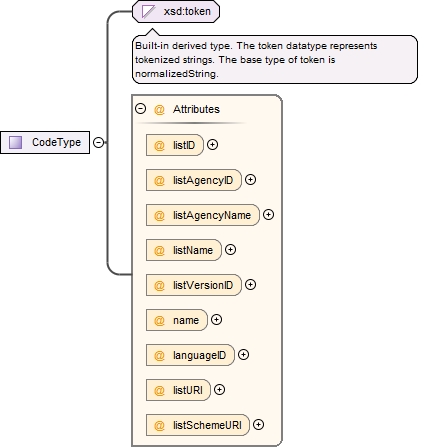 xsd:token
Built-in derived type. The token datatype represents
tokenized strings. The base type of token is
normalizedString.
CodeType
@ Attributes
@ listID
@ listAgencyID
@ listAgencyName
@ listName
@ listVersionID
@ name
@ languageID
@ listURI
@ listSchemeURI